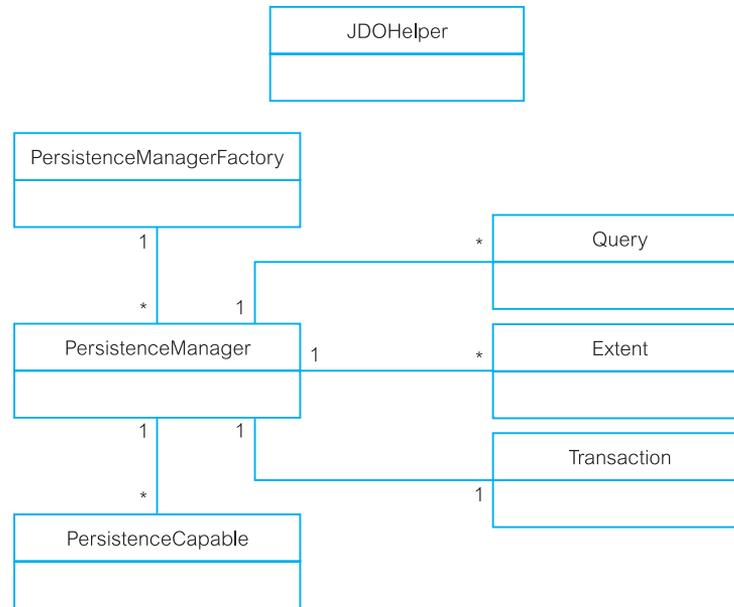 JDOHelper
PersistenceManagerFactory
1
*
Query
*
1
PersistenceManager
1
*
Extent
1
1
Transaction
1
*
PersistenceCapable